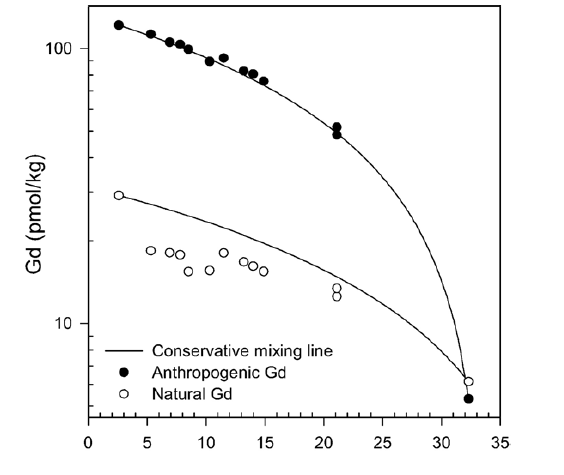 100
Gd (pmol/kg)
10
Conservative mixing line
Anthropogenic Gd
Natural Gd
0 5 10 15 20 25 30 35